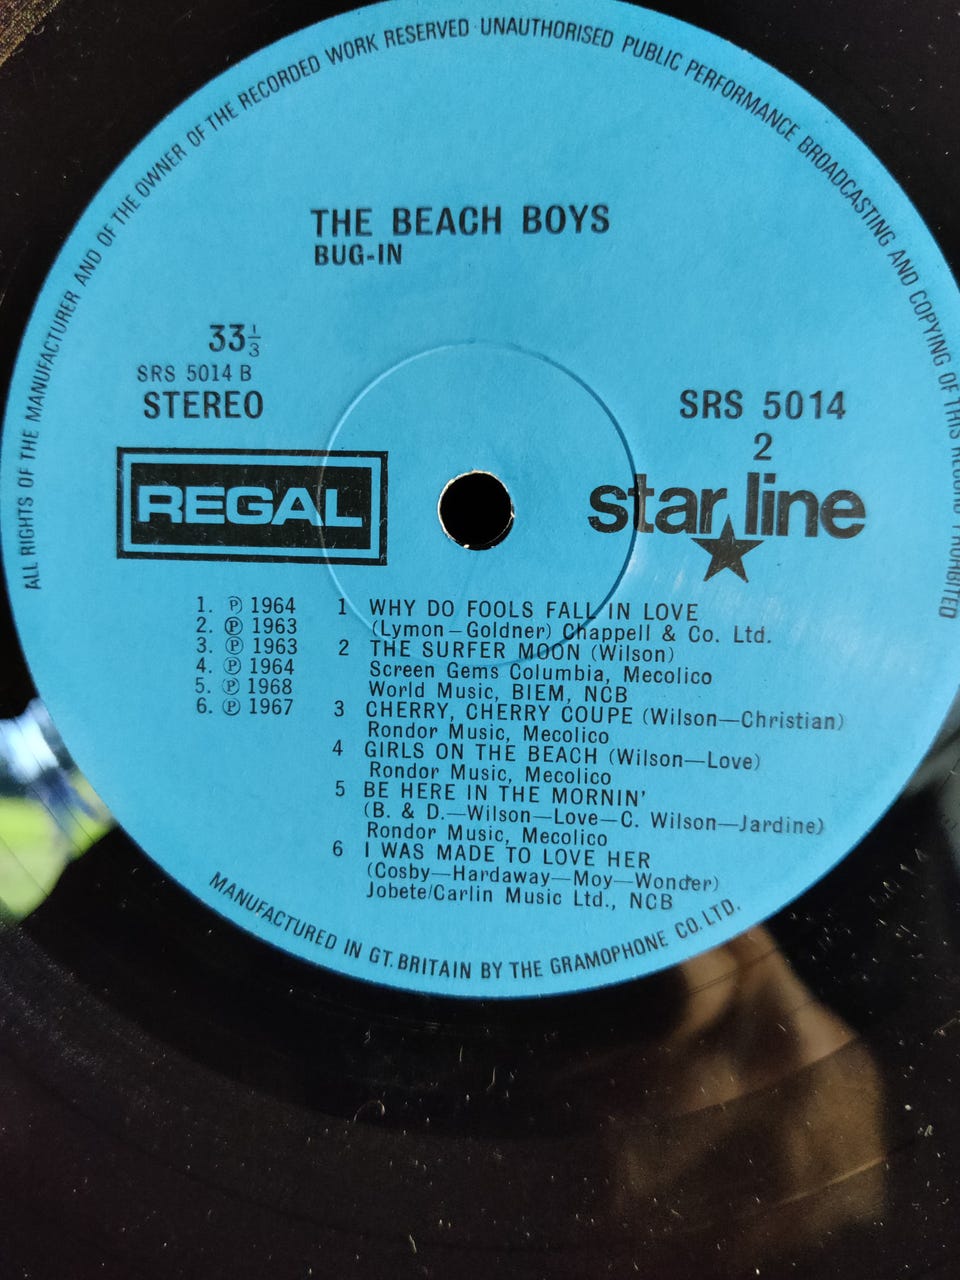 ALL RIGHTS OF THE MANUFACTURER AND OF THE OWNER OF THE RECORDED WORK RESERVED · UNAUTHORISED PUBLIC PERFORMANCE BROADCASTING AND COPYING OF THIS RECORD PROHIBITED
THE BEACH BOYS
BUG-IN
33⅓
SRS 5014 B
STEREO
SRS 5014
2
REGAL
star line
1. ℗ 1964
2. ℗ 1963
3. ℗ 1963
4. ℗ 1964
5. ℗ 1968
6. ℗ 1967
1 WHY DO FOOLS FALL IN LOVE
(Lymon–Goldner) Chappell & Co. Ltd.
2 THE SURFER MOON (Wilson)
Screen Gems Columbia, Mecolico
World Music, BIEM, NCB
3 CHERRY, CHERRY COUPE (Wilson—Christian)
Rondor Music, Mecolico
4 GIRLS ON THE BEACH (Wilson—Love)
Rondor Music, Mecolico
5 BE HERE IN THE MORNIN'
(B. & D.—Wilson—Love—C. Wilson—Jardine)
Rondor Music, Mecolico
6 I WAS MADE TO LOVE HER
(Cosby—Hardaway—Moy—Wonder)
Jobete/Carlin Music Ltd., NCB
MANUFACTURED IN GT. BRITAIN BY THE GRAMOPHONE CO. LTD.